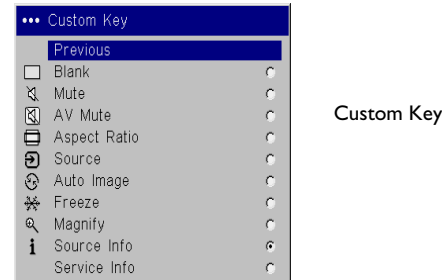 ••• Custom Key
Previous
Blank
Mute
AV Mute
Aspect Ratio
Source
Auto Image
Freeze
Magnify
Source Info
Service Info
Custom Key